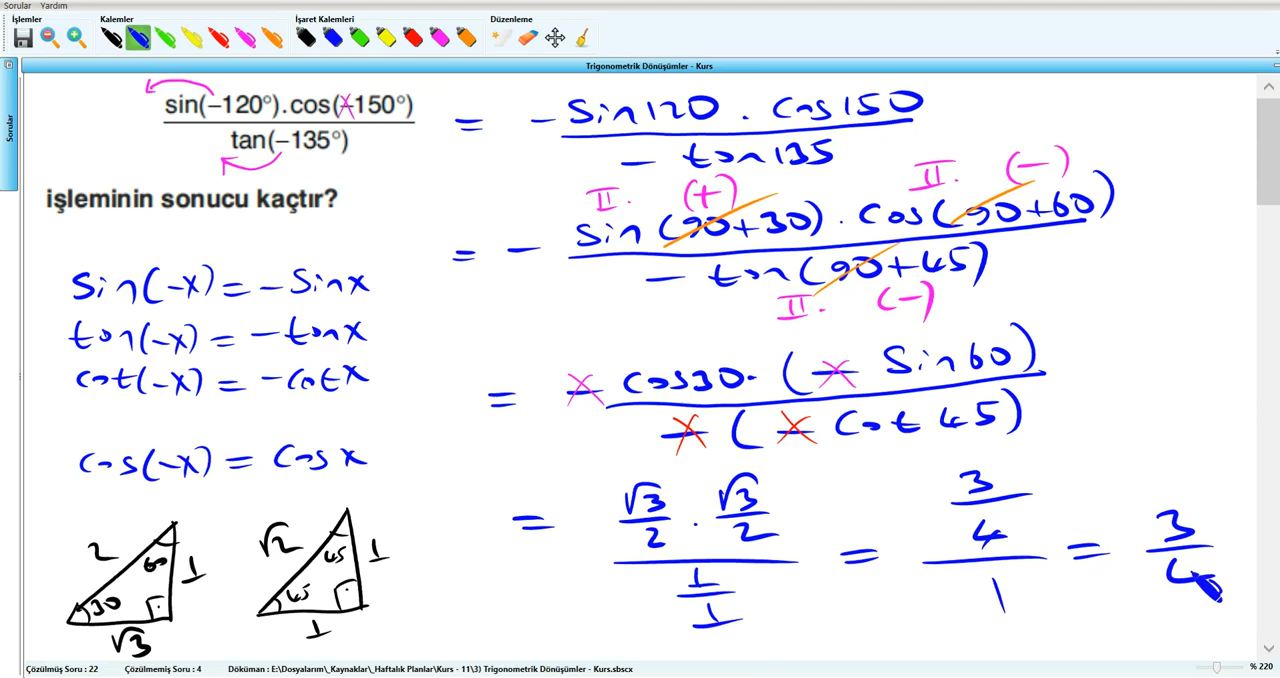 Sorular Yardım
İşlemler Kalemler İşaret Kalemleri Düzenleme
Trigonometrik Dönüşümler - Kurs
Sorular
sin(−120°).cos(−150°)
tan(−135°)
işleminin sonucu kaçtır?
= - sin120 . cos150
- tan135
II. (+) II. (-)
= - sin(90+30) . cos(90+60)
- tan(90+45)
II. (-)
sin(-x) = - sinx
tan(-x) = - tanx
cot(-x) = -cotx
cos(-x) = cosx
= - cos30 . (- sin60)
- (- cot 45)
= √3/2 . √3/2
1/1
= 3/4
1
= 3/4
2 60 1 30 √3
√2 45 1 45 1
Çözülmüş Soru : 22 Çözülmemiş Soru : 4 Döküman : E:\Dosyalarım\_Kaynaklar\_Haftalık Planlar\Kurs - 11\3) Trigonometrik Dönüşümler - Kurs.sbscx % 220